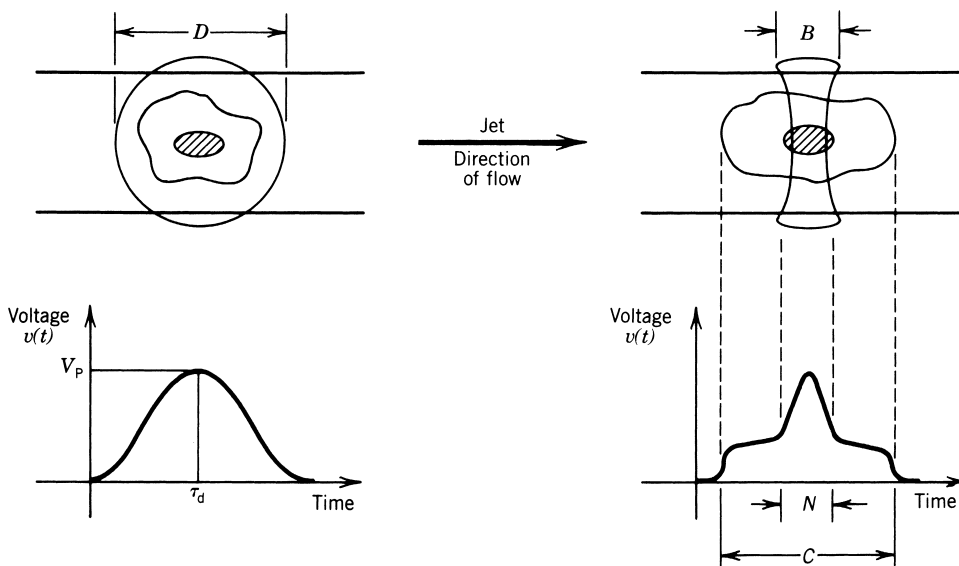 D
B
Jet
Direction
of flow
Voltage
v(t)
V_P
τ_d
Time
Voltage
v(t)
N
Time
C